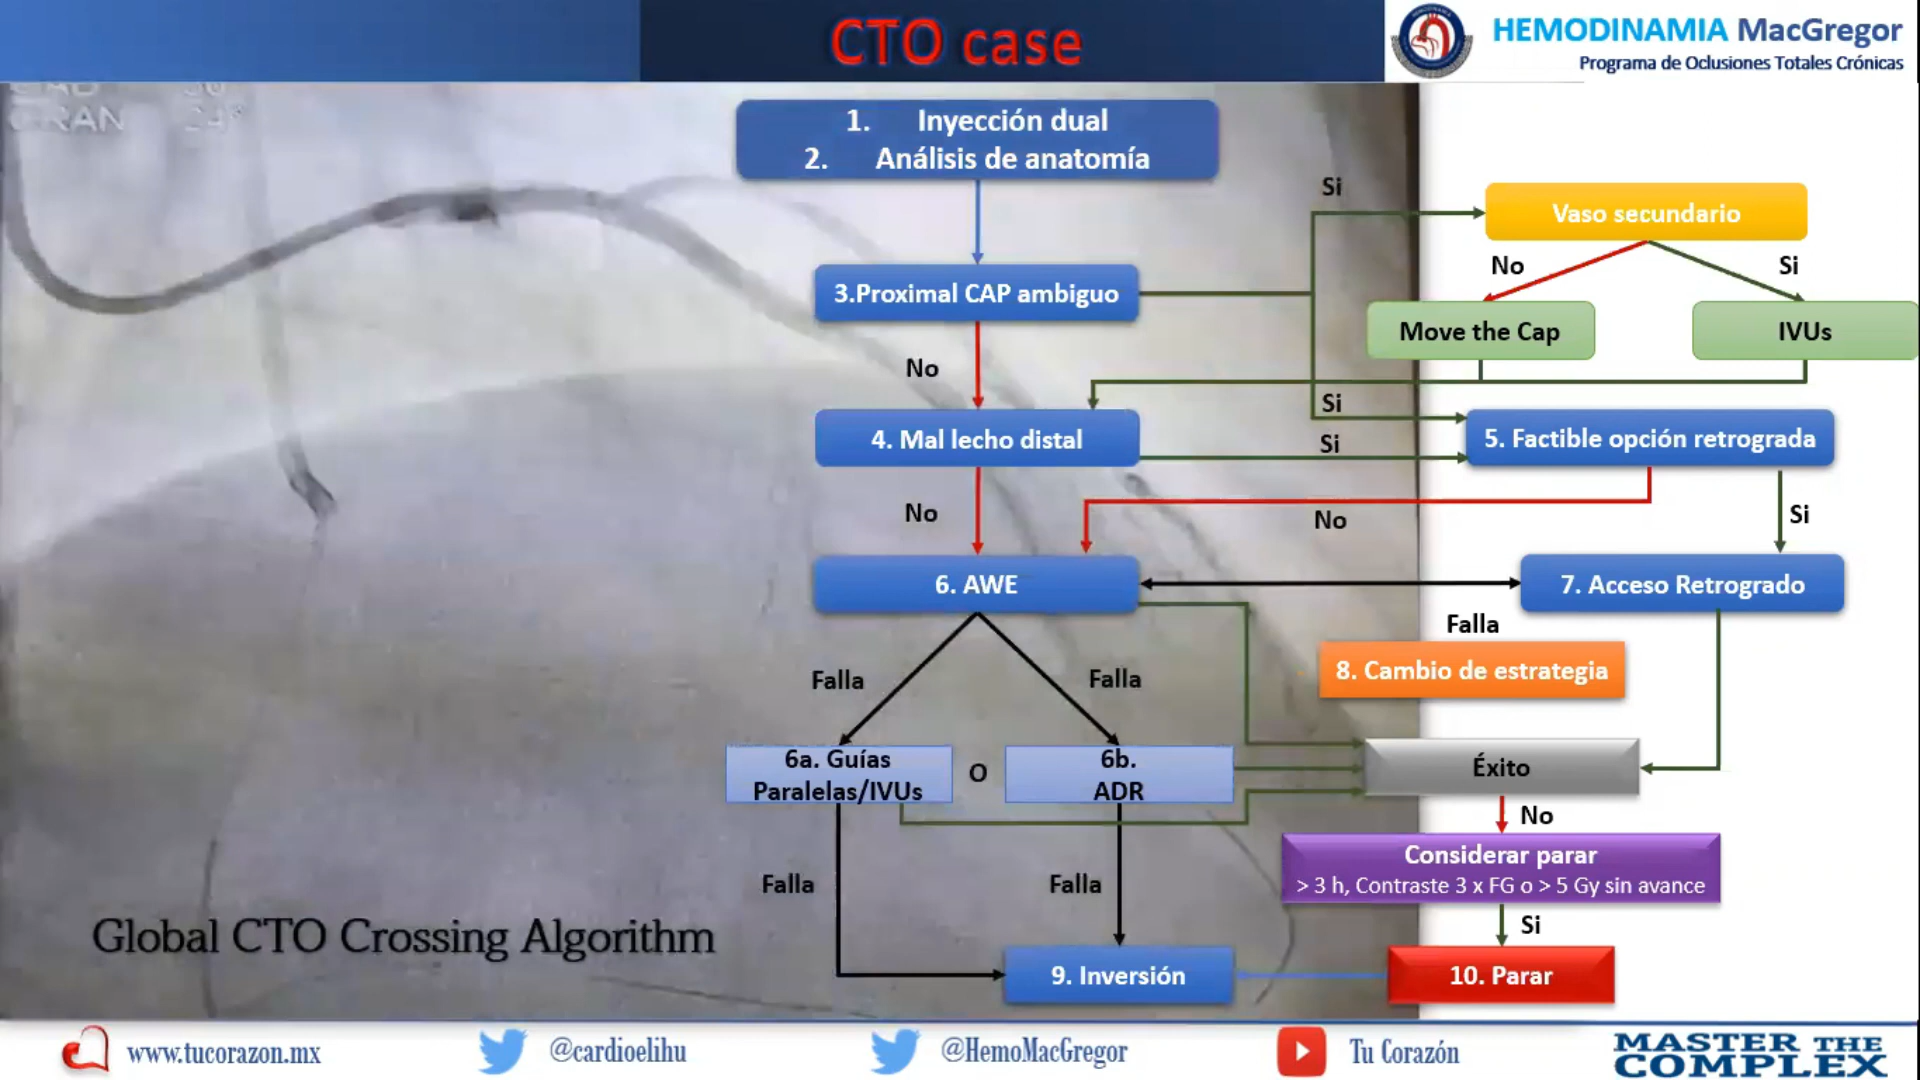 CTO case
HEMODINAMIA MacGregor
Programa de Oclusiones Totales Crónicas
CRAN
1. Inyección dual
2. Análisis de anatomía
Si
Vaso secundario
No
Si
3.Proximal CAP ambiguo
Move the Cap
IVUs
No
Si
4. Mal lecho distal
Si
5. Factible opción retrograda
No
No
Si
6. AWE
7. Acceso Retrogrado
Falla
8. Cambio de estrategia
Falla
Falla
6a. Guías
Paralelas/IVUs
O
6b.
ADR
Éxito
No
Considerar parar
> 3 h, Contraste 3 x FG o > 5 Gy sin avance
Falla
Falla
Si
Global CTO Crossing Algorithm
9. Inversión
10. Parar
www.tucorazon.mx
@cardioelihu
@HemoMacGregor
Tu Corazón
MASTER THE
COMPLEX